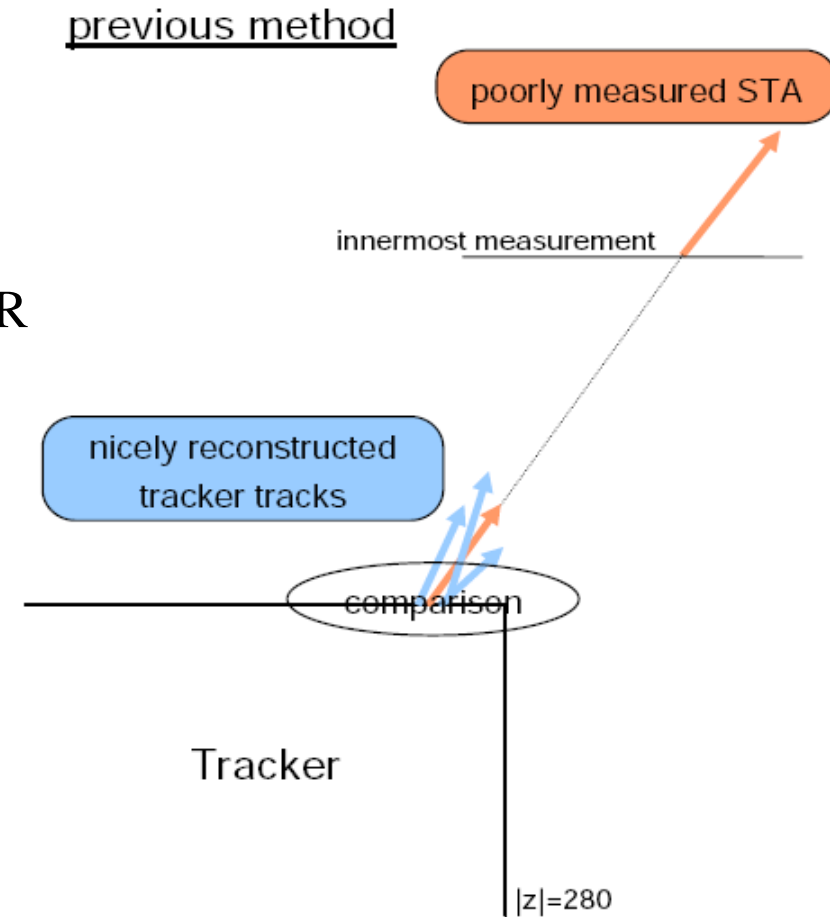 previous method
poorly measured STA
innermost measurement
R
nicely reconstructed
tracker tracks
comparison
Tracker
|z|=280